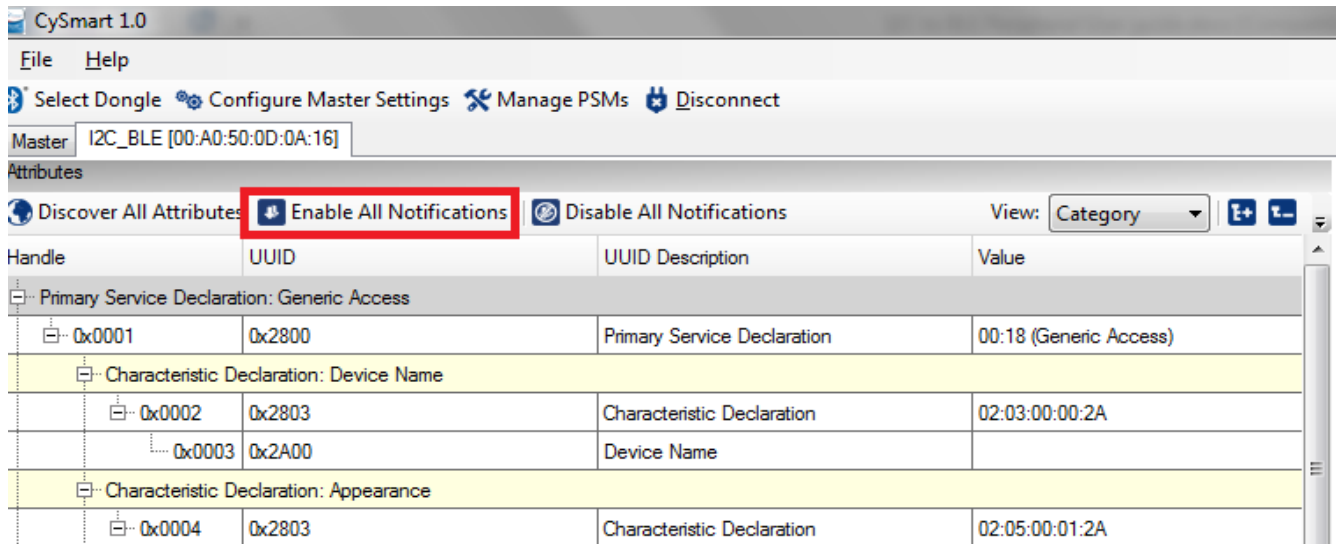 CySmart 1.0
File Help
Select Dongle Configure Master Settings Manage PSMs Disconnect
Master I2C_BLE [00:A0:50:0D:0A:16]
Attributes
Discover All Attributes Enable All Notifications Disable All Notifications View: Category
Handle UUID UUID Description Value
Primary Service Declaration: Generic Access
0x0001 0x2800 Primary Service Declaration 00:18 (Generic Access)
Characteristic Declaration: Device Name
0x0002 0x2803 Characteristic Declaration 02:03:00:00:2A
0x0003 0x2A00 Device Name
Characteristic Declaration: Appearance
0x0004 0x2803 Characteristic Declaration 02:05:00:01:2A